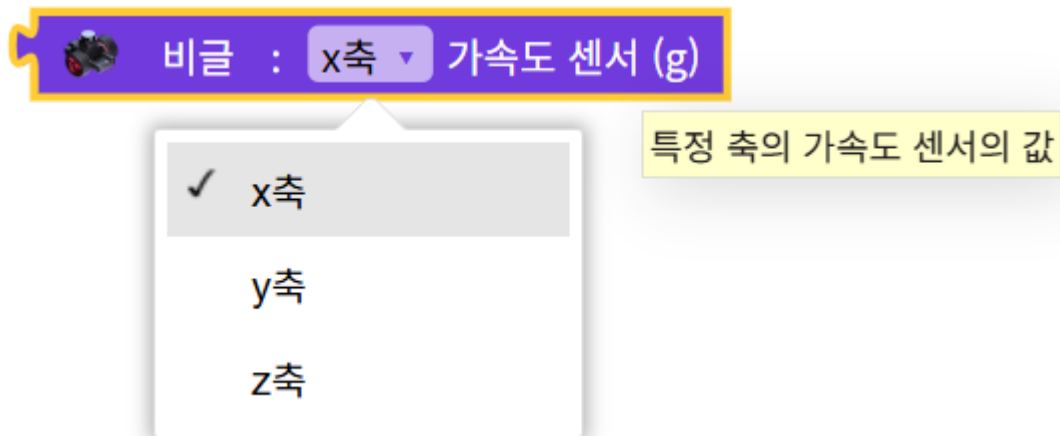 비글 : x축 ▼ 가속도 센서 (g)
특정 축의 가속도 센서의 값
✓ x축
y축
z축